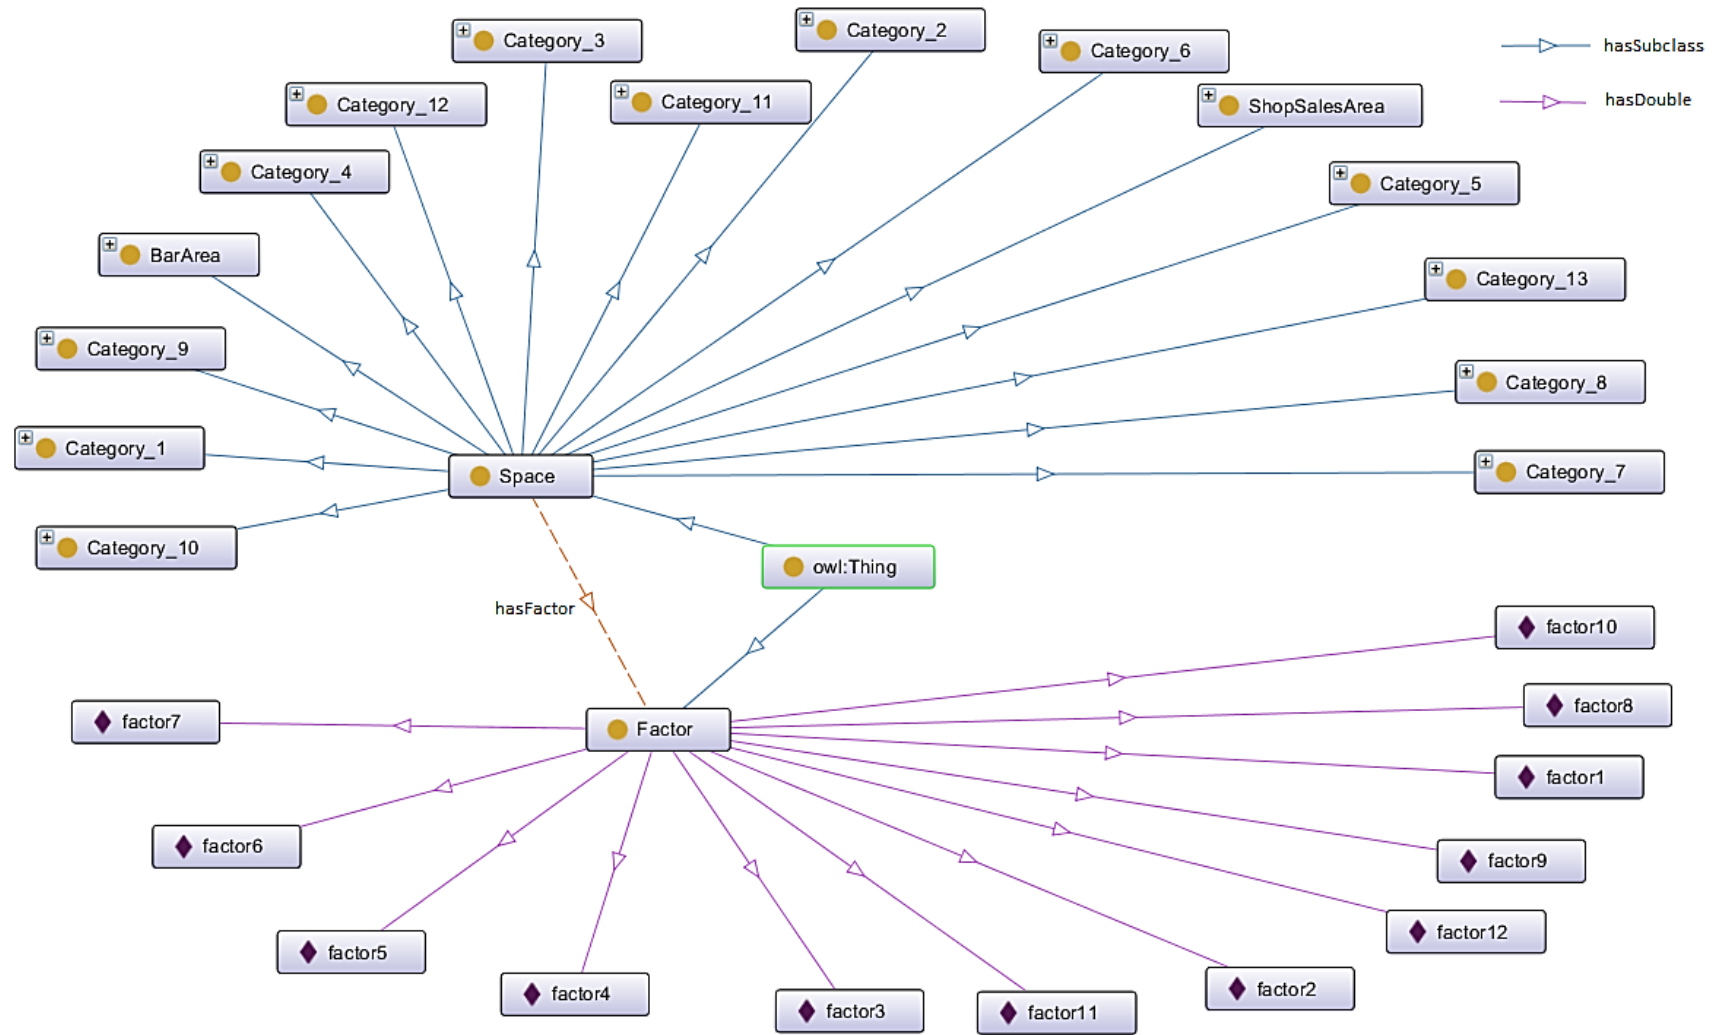 Category_3
Category_2
Category_6
hasSubclass
Category_12
Category_11
ShopSalesArea
hasDouble
Category_4
Category_5
BarArea
Category_13
Category_9
Category_8
Category_1
Space
Category_7
Category_10
owl:Thing
hasFactor
factor10
factor7
Factor
factor8
factor1
factor6
factor9
factor5
factor12
factor4
factor3
factor11
factor2